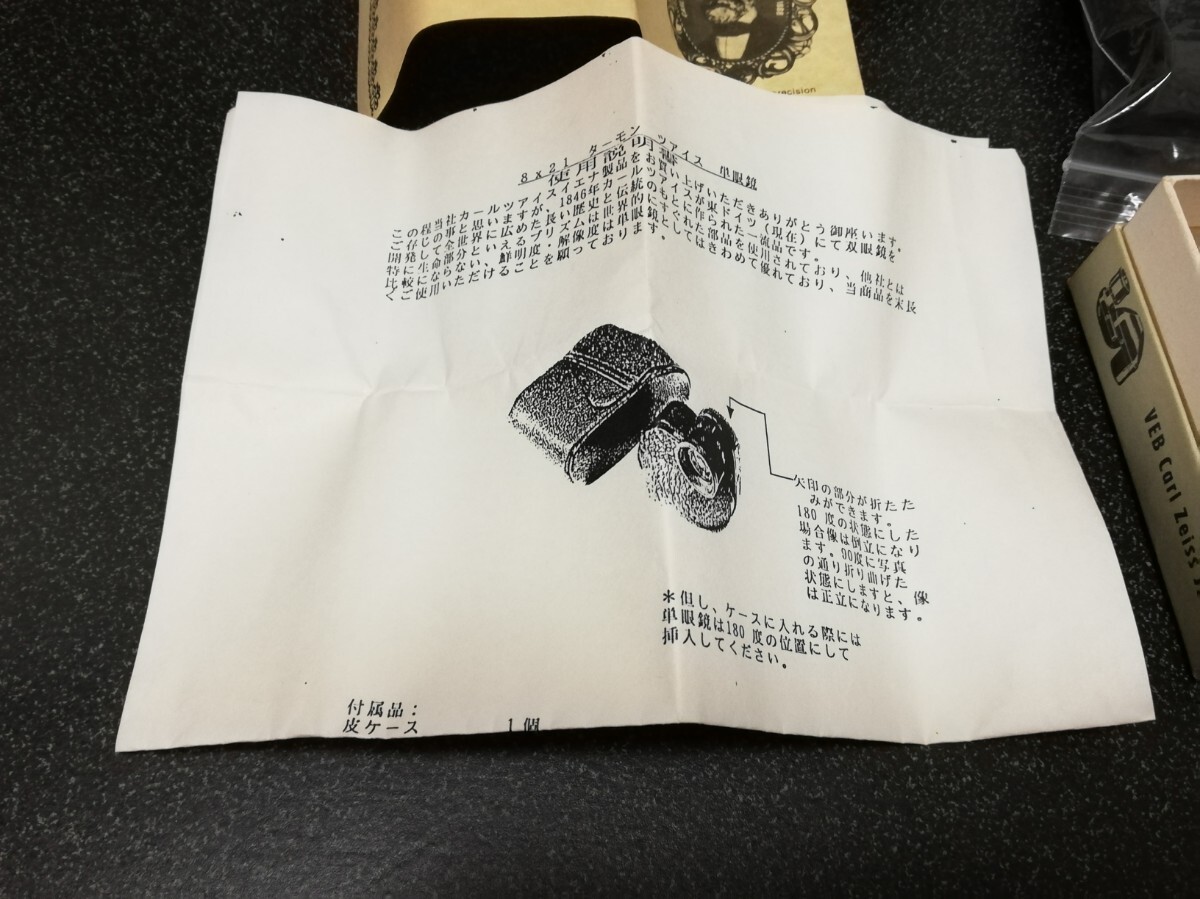 8x21 ターモン ツアイス 単眼鏡
使用説明書
この程当社のカールツアイスイエナ製品をお買い上げいただきありがとう御座います。
ご存じの事と思いますが、1846年カールツアイスが東ドイツ(現在)にて双眼鏡を
開発して全世界に広め長い歴史と伝統のもとに作られた一流品です。
特に生命部分といえるプリズムは世界的にもすぐれた部品を使用されており、他社とは
比較にならない鮮明度・解像度は単眼鏡としてはきわめて優れており、当商品を末長
くご使用いただけることを願っております。
矢印の部分が折たた
みができます。
180 度の状態にした
場合像は倒立になり
ます。90度に写真
の通り折り曲げた
状態にしますと、像
は正立になります。
＊但し、ケースに入れる際には
単眼鏡は180 度の位置にして
挿入してください。
付属品：
皮ケース 1個
VEB Carl Zeiss